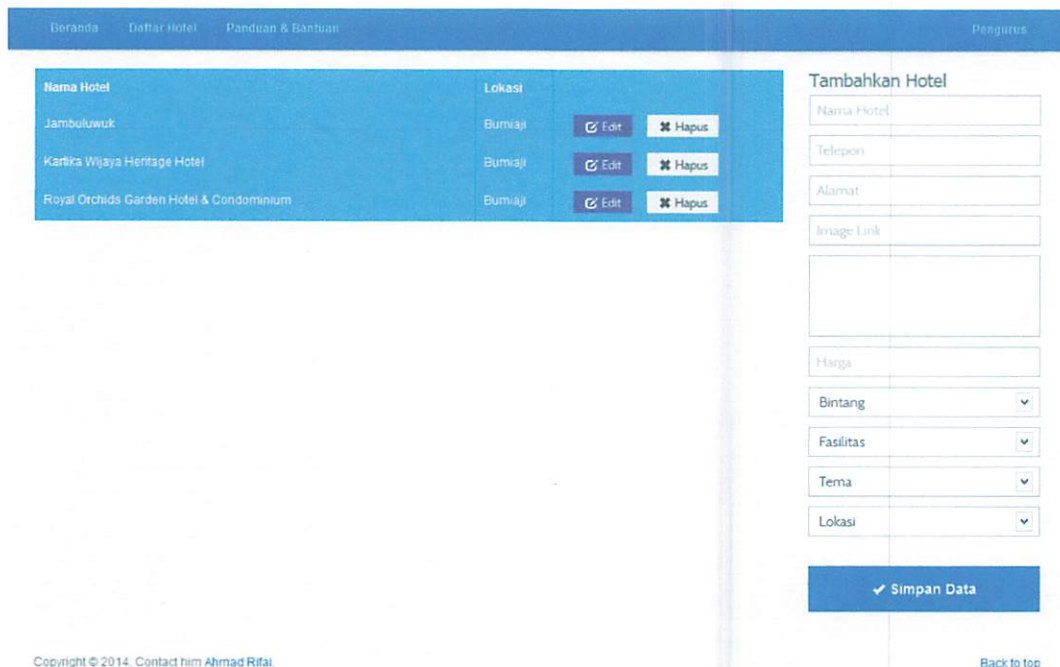 Beranda Daftar Hotel Panduan & Bantuan Pengurus
Nama Hotel Lokasi
Jambuluwuk Bumiaji Edit Hapus
Kartika Wijaya Heritage Hotel Bumiaji Edit Hapus
Royal Orchids Garden Hotel & Condominium Bumiaji Edit Hapus
Tambahkan Hotel
Nama Hotel
Telepon
Alamat
Image Link
Harga
Bintang
Fasilitas
Tema
Lokasi
Simpan Data
Copyright © 2014. Contact him Ahmad Rifai. Back to top